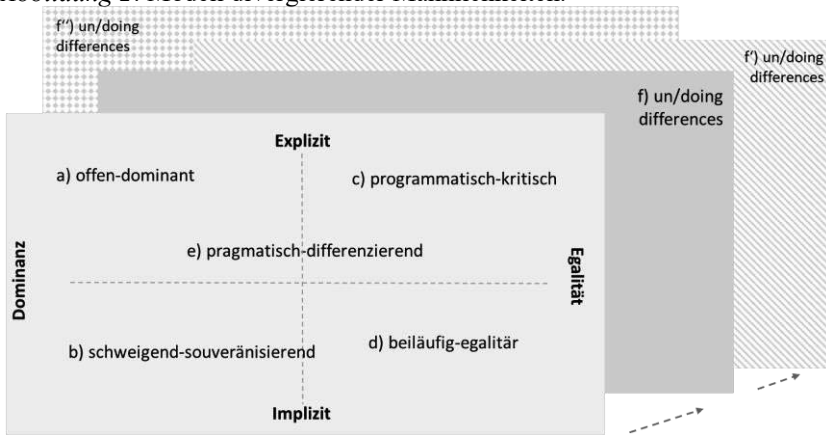 f'') un/doing
differences
f') un/doing
differences
f) un/doing
differences
Explizit
a) offen-dominant
c) programmatisch-kritisch
e) pragmatisch-differenzierend
Dominanz
Egalität
b) schweigend-souveränisierend
d) beiläufig-egalitär
Implizit